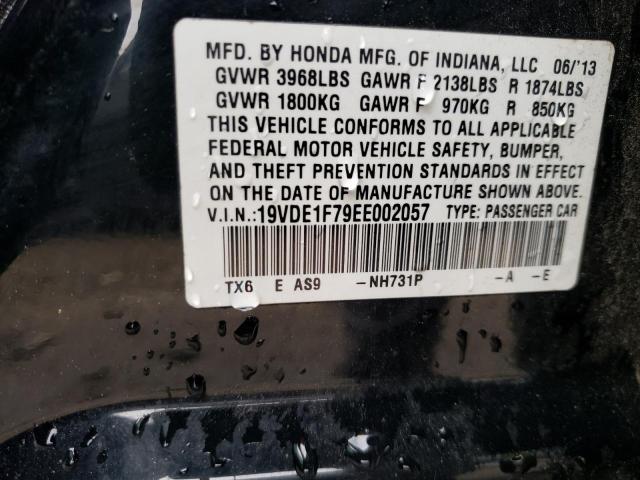 MFD. BY HONDA MFG. OF INDIANA, LLC 06/'13
GVWR 3968LBS GAWR F 2138LBS R 1874LBS
GVWR 1800KG GAWR F 970KG R 850KG
THIS VEHICLE CONFORMS TO ALL APPLICABLE
FEDERAL MOTOR VEHICLE SAFETY, BUMPER,
AND THEFT PREVENTION STANDARDS IN EFFECT
ON THE DATE OF MANUFACTURE SHOWN ABOVE.
V.I.N.:19VDE1F79EE002057 TYPE: PASSENGER CAR
TX6 E AS9 -NH731P -A -E